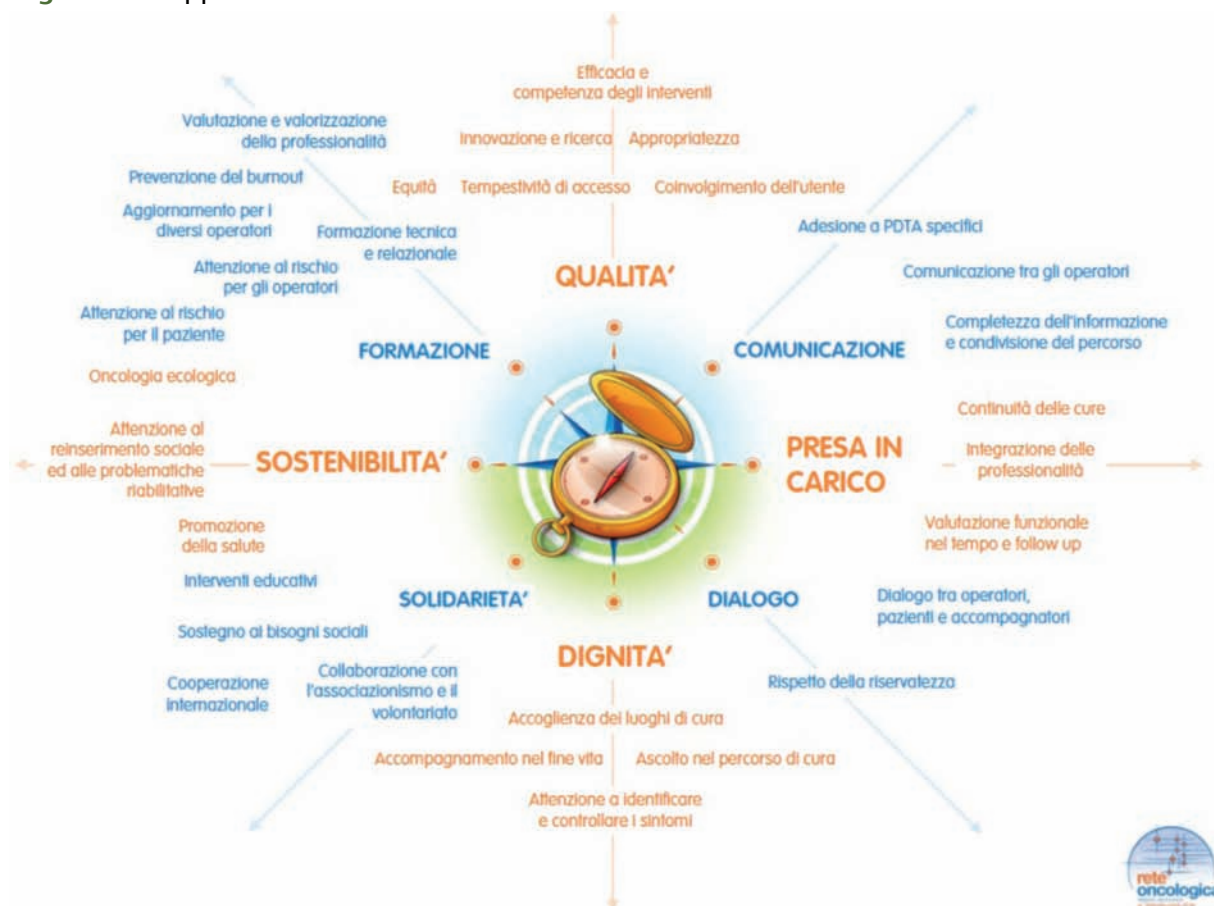 Efficacia e
competenza degli interventi
Innovazione e ricerca
Appropriatezza
Equità
Tempestività di accesso
Coinvolgimento dell'utente
QUALITA'
Adesione a PDTA specifici
Comunicazione tra gli operatori
Completezza dell'informazione
e condivisione del percorso
COMUNICAZIONE
Continuità delle cure
Integrazione delle
professionalità
Valutazione funzionale
nel tempo e follow up
PRESA IN
CARICO
Dialogo tra operatori,
pazienti e accompagnatori
Rispetto della riservatezza
DIALOGO
DIGNITA'
Accoglienza dei luoghi di cura
Accompagnamento nel fine vita
Ascolto nel percorso di cura
Attenzione a identificare
e controllare i sintomi
SOLIDARIETA'
Interventi educativi
Sostegno ai bisogni sociali
Cooperazione
internazionale
Collaborazione con
l'associazionismo e il
volontariato
SOSTENIBILITA'
Oncologia ecologica
Attenzione al
reinserimento sociale
ed alle problematiche
riabilitative
Promozione
della salute
FORMAZIONE
Valutazione e valorizzazione
della professionalità
Prevenzione del burnout
Aggiornamento per i
diversi operatori
Formazione tecnica
e relazionale
Attenzione al rischio
per gli operatori
Attenzione al rischio
per il paziente
rete
oncologica